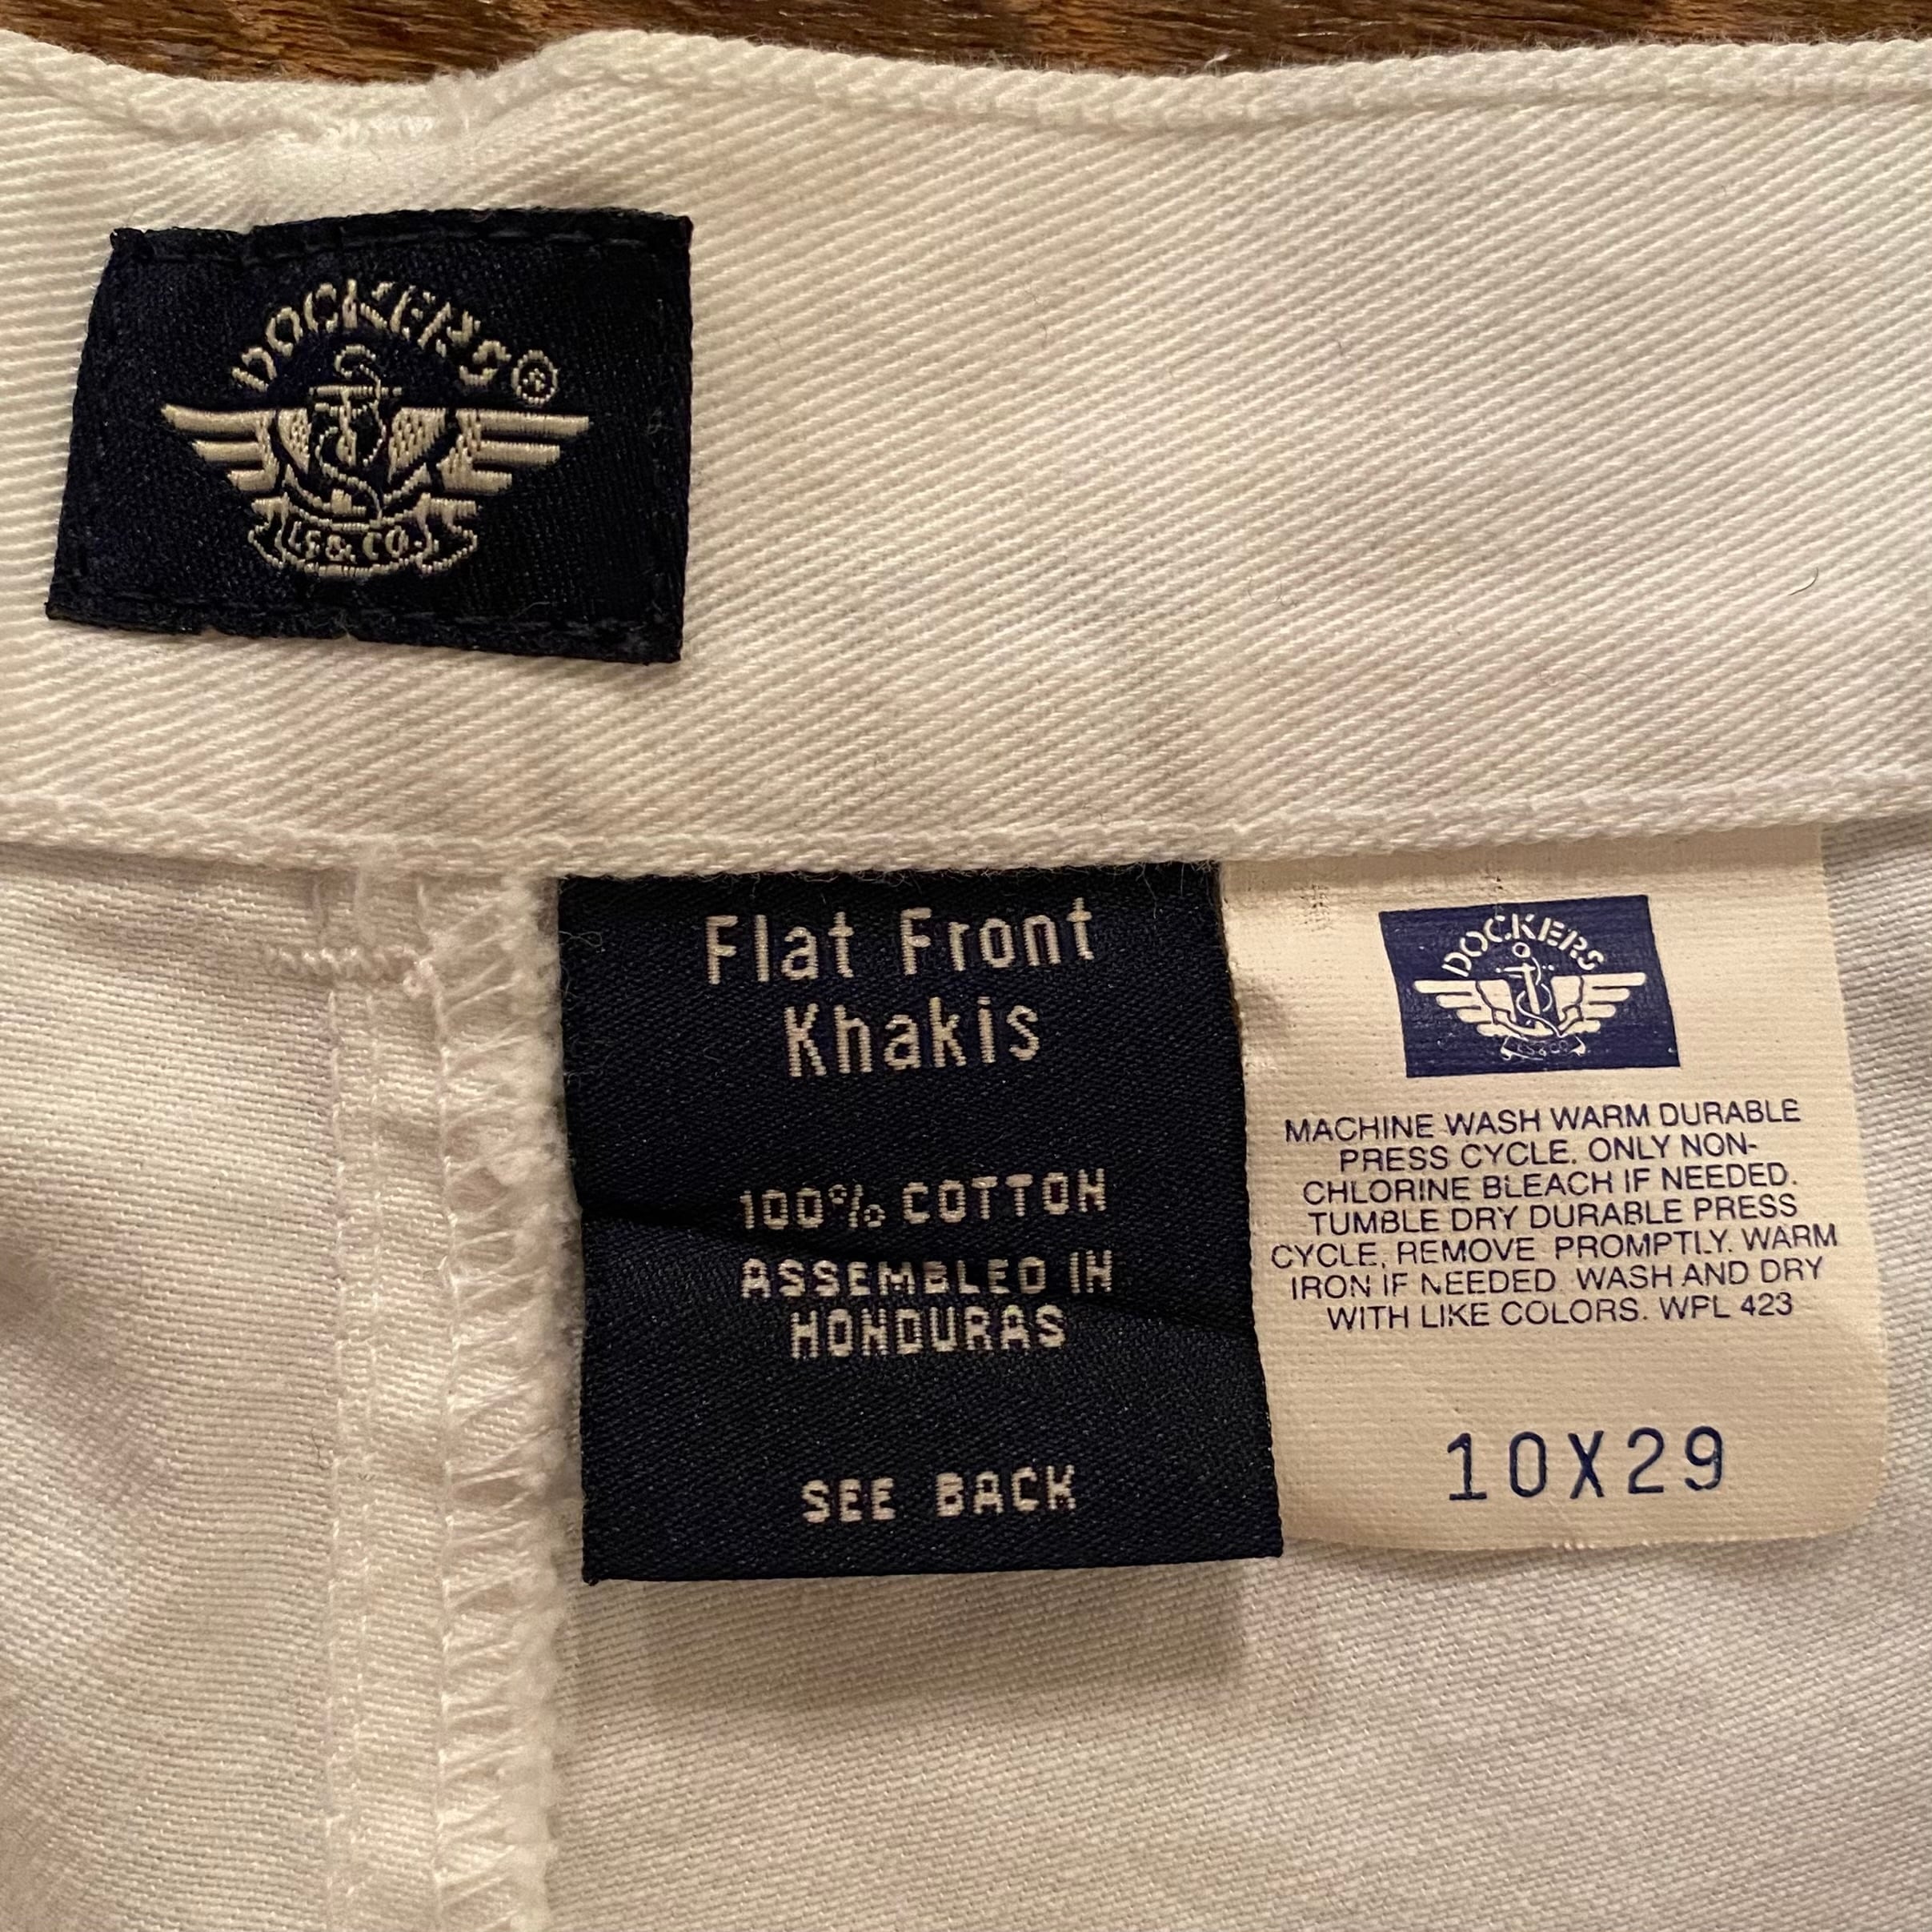 DOCKERS®
LS&CO.
Flat Front
Khakis
100% COTTON
ASSEMBLED IN
HONDURAS
SEE BACK
DOCKERS
LS&CO
MACHINE WASH WARM DURABLE
PRESS CYCLE. ONLY NON-
CHLORINE BLEACH IF NEEDED.
TUMBLE DRY DURABLE PRESS
CYCLE, REMOVE PROMPTLY. WARM
IRON IF NEEDED. WASH AND DRY
WITH LIKE COLORS. WPL 423
10X29